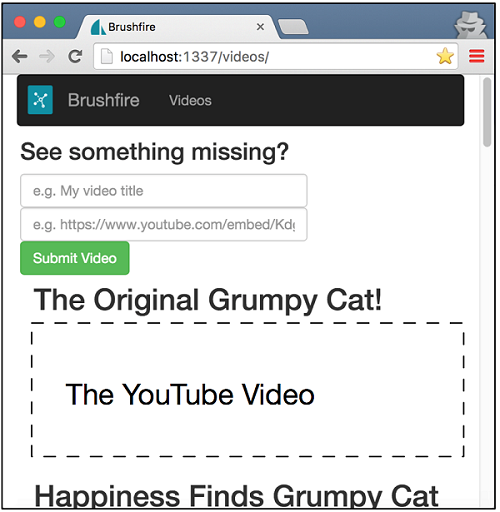 Brushfire
localhost:1337/videos/
Brushfire Videos
See something missing?
e.g. My video title
e.g. https://www.youtube.com/embed/Kd
Submit Video
The Original Grumpy Cat!
The YouTube Video
Happiness Finds Grumpy Cat